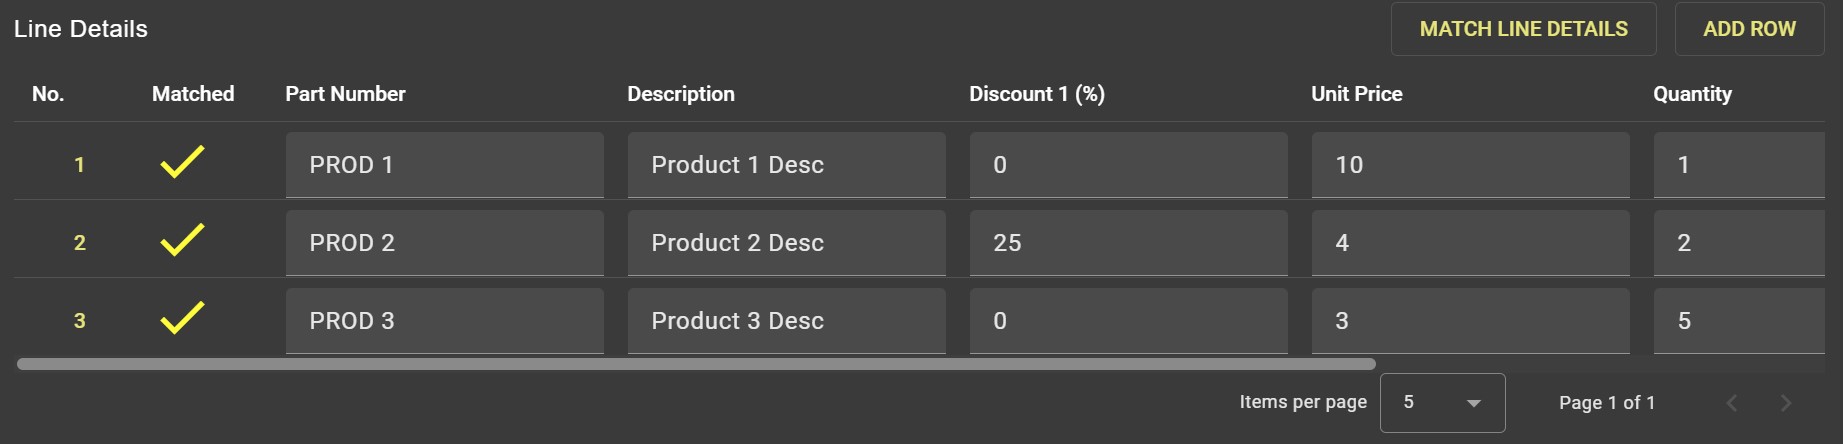 Line Details MATCH LINE DETAILS ADD ROW
No. Matched Part Number Description Discount 1 (%) Unit Price Quantity
1 PROD 1 Product 1 Desc 0 10 1
2 PROD 2 Product 2 Desc 25 4 2
3 PROD 3 Product 3 Desc 0 3 5
Items per page 5 Page 1 of 1